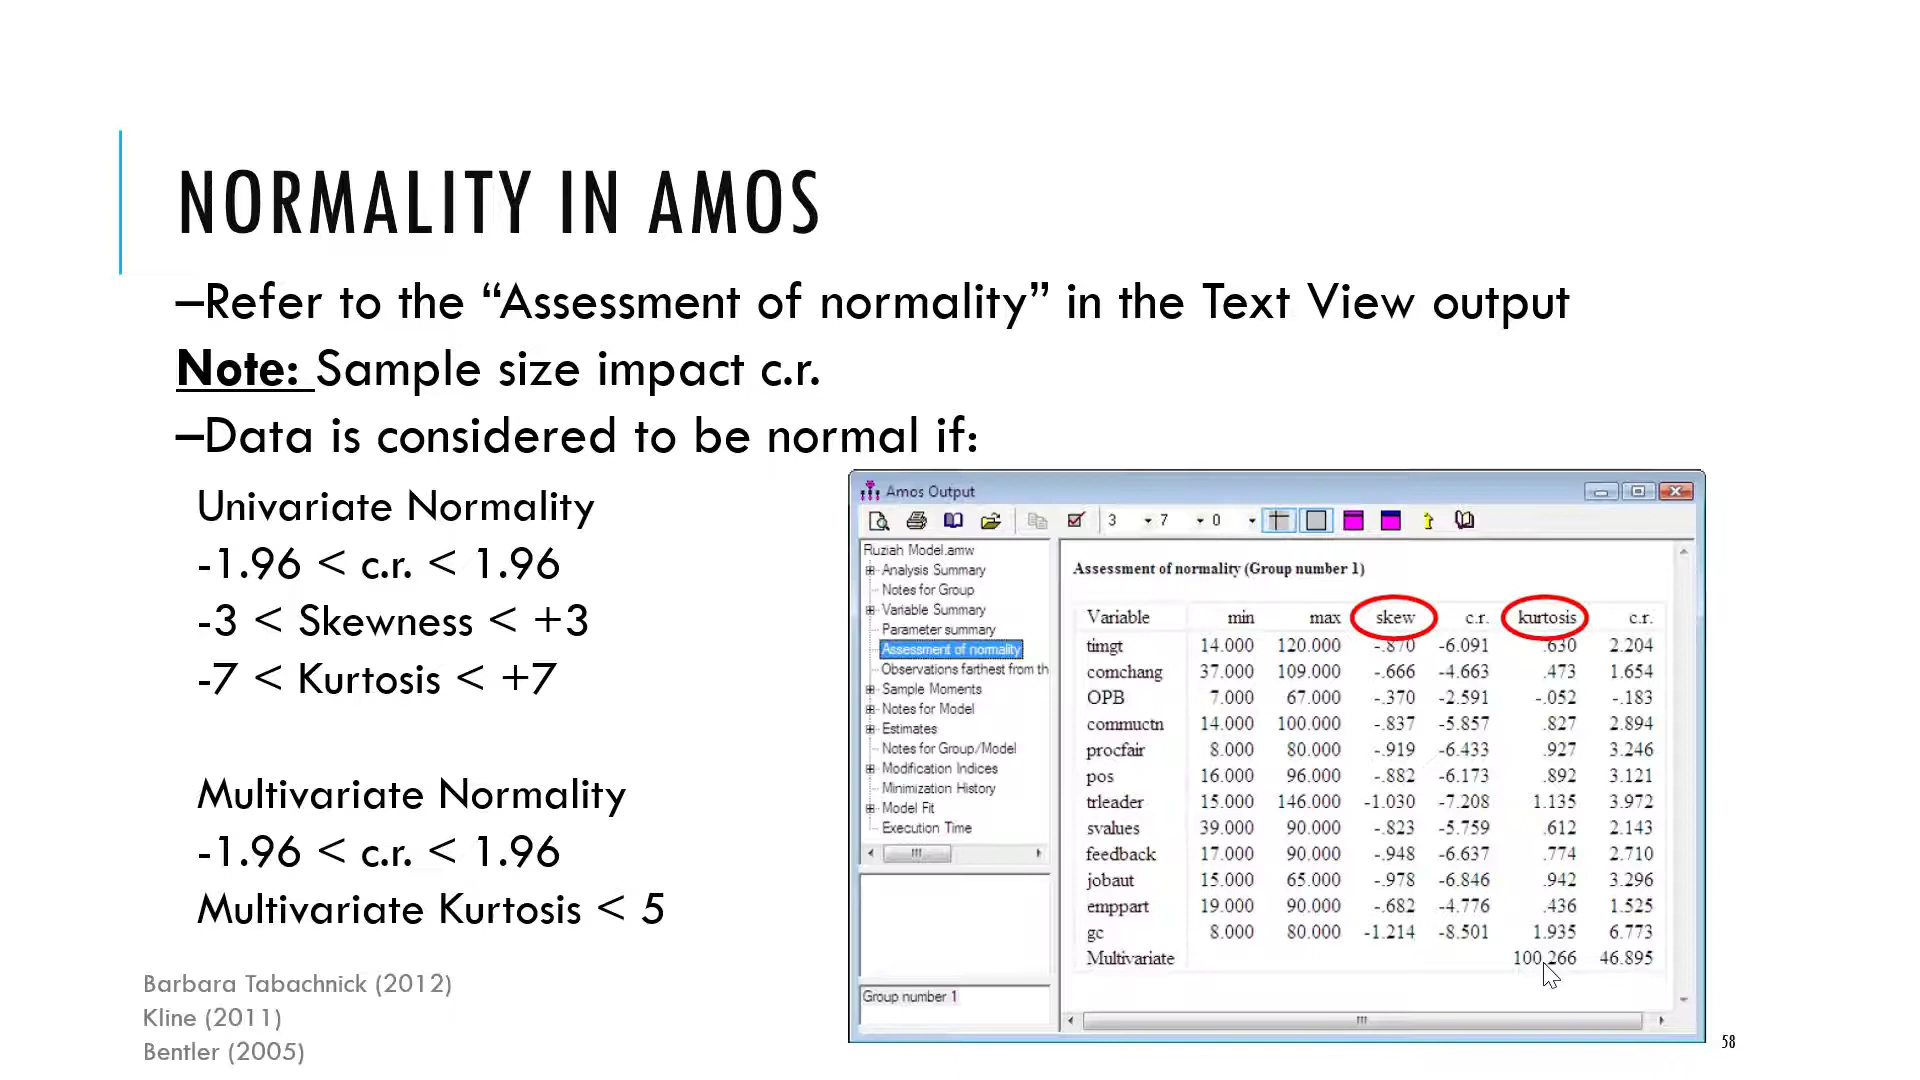 NORMALITY IN AMOS
–Refer to the “Assessment of normality” in the Text View output
Note: Sample size impact c.r.
–Data is considered to be normal if:
Univariate Normality
-1.96 < c.r. < 1.96
-3 < Skewness < +3
-7 < Kurtosis < +7
Multivariate Normality
-1.96 < c.r. < 1.96
Multivariate Kurtosis < 5
Barbara Tabachnick (2012)
Kline (2011)
Bentler (2005)
Amos Output
3 7 0
Ruziah Model.amw
Analysis Summary
Notes for Group
Variable Summary
Parameter summary
Assessment of normality
Observations farthest from th
Sample Moments
Notes for Model
Estimates
Notes for Group/Model
Modification Indices
Minimization History
Model Fit
Execution Time
Group number 1
Assessment of normality (Group number 1)
Variable min max skew c.r. kurtosis c.r.
timgt 14.000 120.000 -.870 -6.091 .630 2.204
comchang 37.000 109.000 -.666 -4.663 .473 1.654
OPB 7.000 67.000 -.370 -2.591 -.052 -.183
commuctn 14.000 100.000 -.837 -5.857 .827 2.894
procfair 8.000 80.000 -.919 -6.433 .927 3.246
pos 16.000 96.000 -.882 -6.173 .892 3.121
trleader 15.000 146.000 -1.030 -7.208 1.135 3.972
svalues 39.000 90.000 -.823 -5.759 .612 2.143
feedback 17.000 90.000 -.948 -6.637 .774 2.710
jobaut 15.000 65.000 -.978 -6.846 .942 3.296
emppart 19.000 90.000 -.682 -4.776 .436 1.525
gc 8.000 80.000 -1.214 -8.501 1.935 6.773
Multivariate 100.266 46.895
58